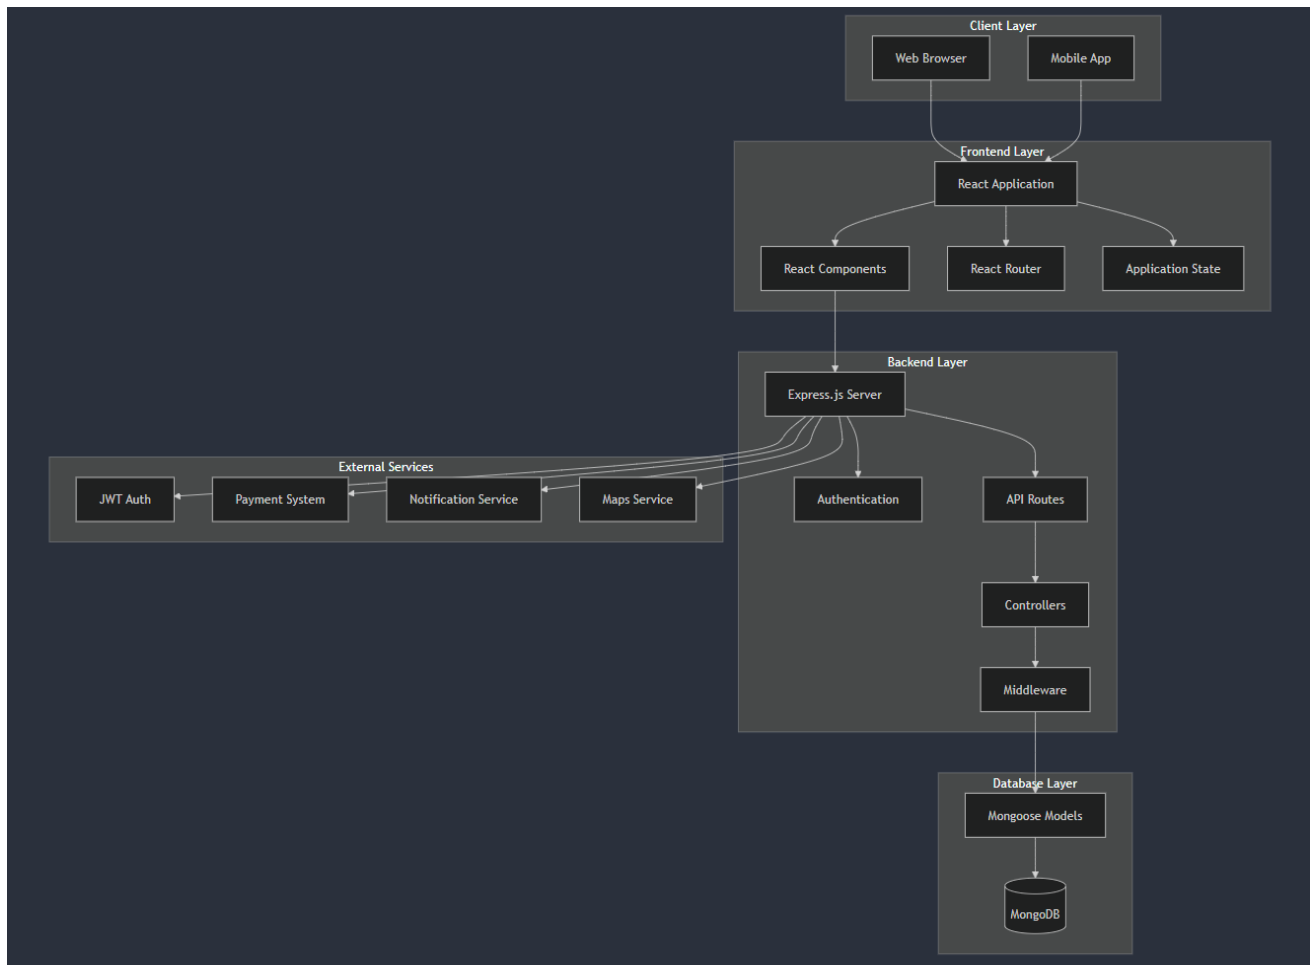 Client Layer
Web Browser
Mobile App
Frontend Layer
React Application
React Components
React Router
Application State
Backend Layer
Express.js Server
External Services
JWT Auth
Payment System
Notification Service
Maps Service
Authentication
API Routes
Controllers
Middleware
Database Layer
Mongoose Models
MongoDB